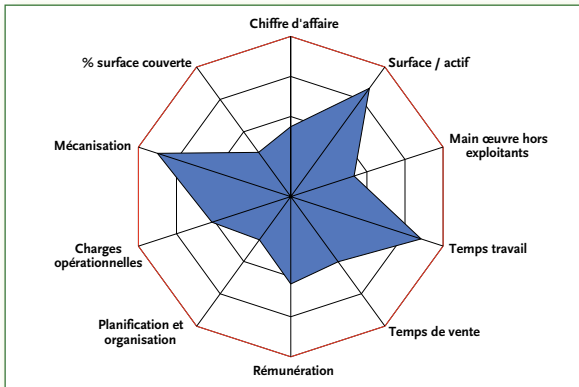 Chiffre d'affaire
% surface couverte
Surface / actif
Mécanisation
Main œuvre hors
exploitants
Charges
opérationnelles
Temps travail
Planification et
organisation
Temps de vente
Rémunération